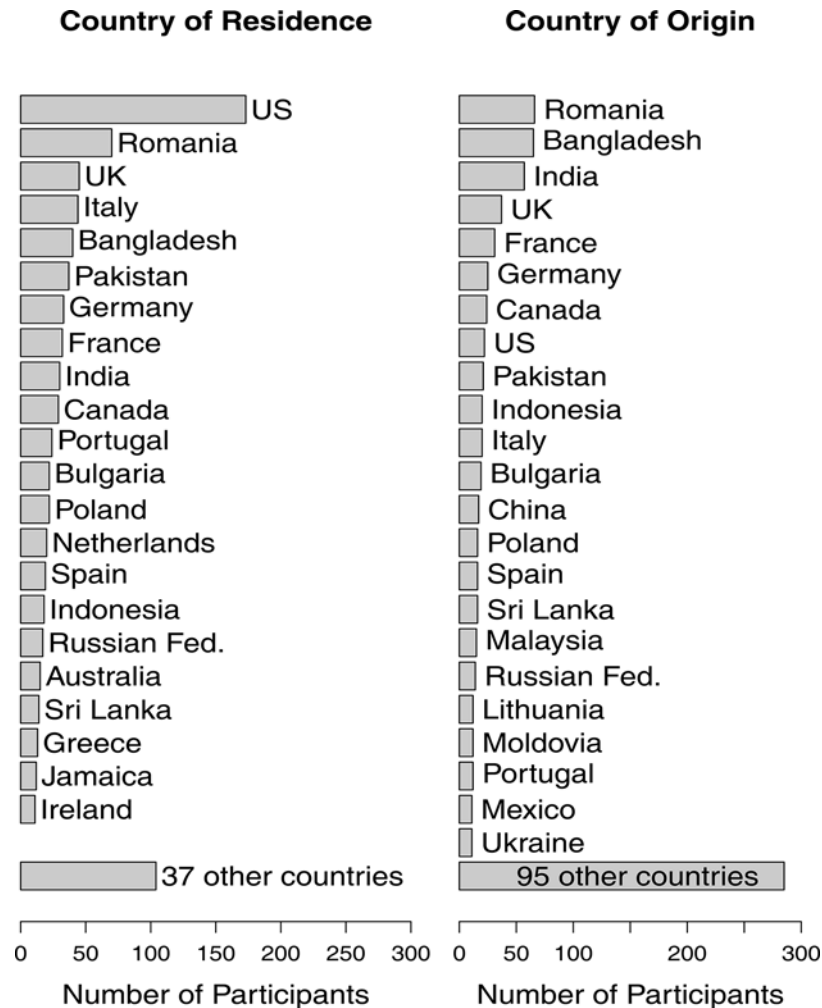 Country of Residence
US
Romania
UK
Italy
Bangladesh
Pakistan
Germany
France
India
Canada
Portugal
Bulgaria
Poland
Netherlands
Spain
Indonesia
Russian Fed.
Australia
Sri Lanka
Greece
Jamaica
Ireland
37 other countries
0 50 100 150 200 250 300
Number of Participants
Country of Origin
Romania
Bangladesh
India
UK
France
Germany
Canada
US
Pakistan
Indonesia
Italy
Bulgaria
China
Poland
Spain
Sri Lanka
Malaysia
Russian Fed.
Lithuania
Moldovia
Portugal
Mexico
Ukraine
95 other countries
0 50 100 200 300
Number of Participants